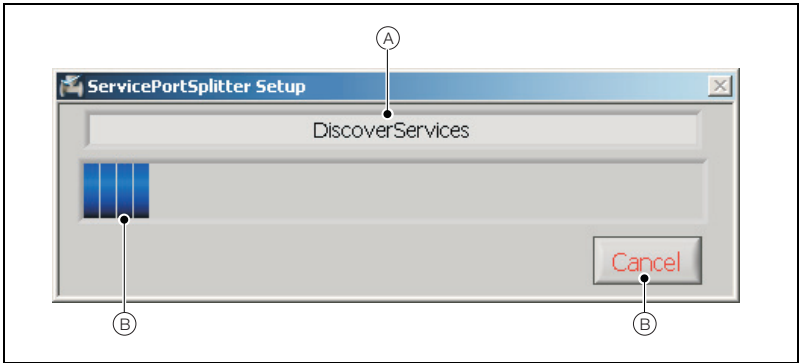 A
ServicePortSplitter Setup
DiscoverServices
Cancel
B
B